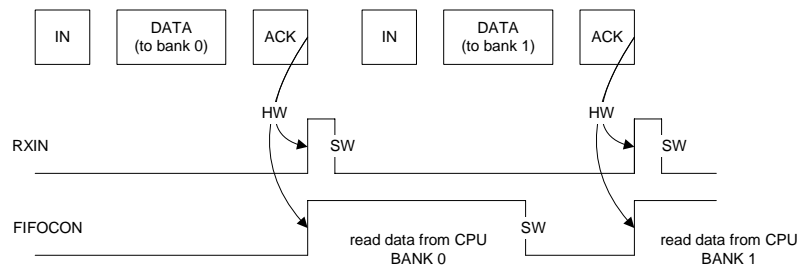 IN
DATA
(to bank 0)
ACK
IN
DATA
(to bank 1)
ACK
HW
HW
RXIN
SW
SW
FIFOCON
SW
read data from CPU
BANK 0
read data from CPU
BANK 1